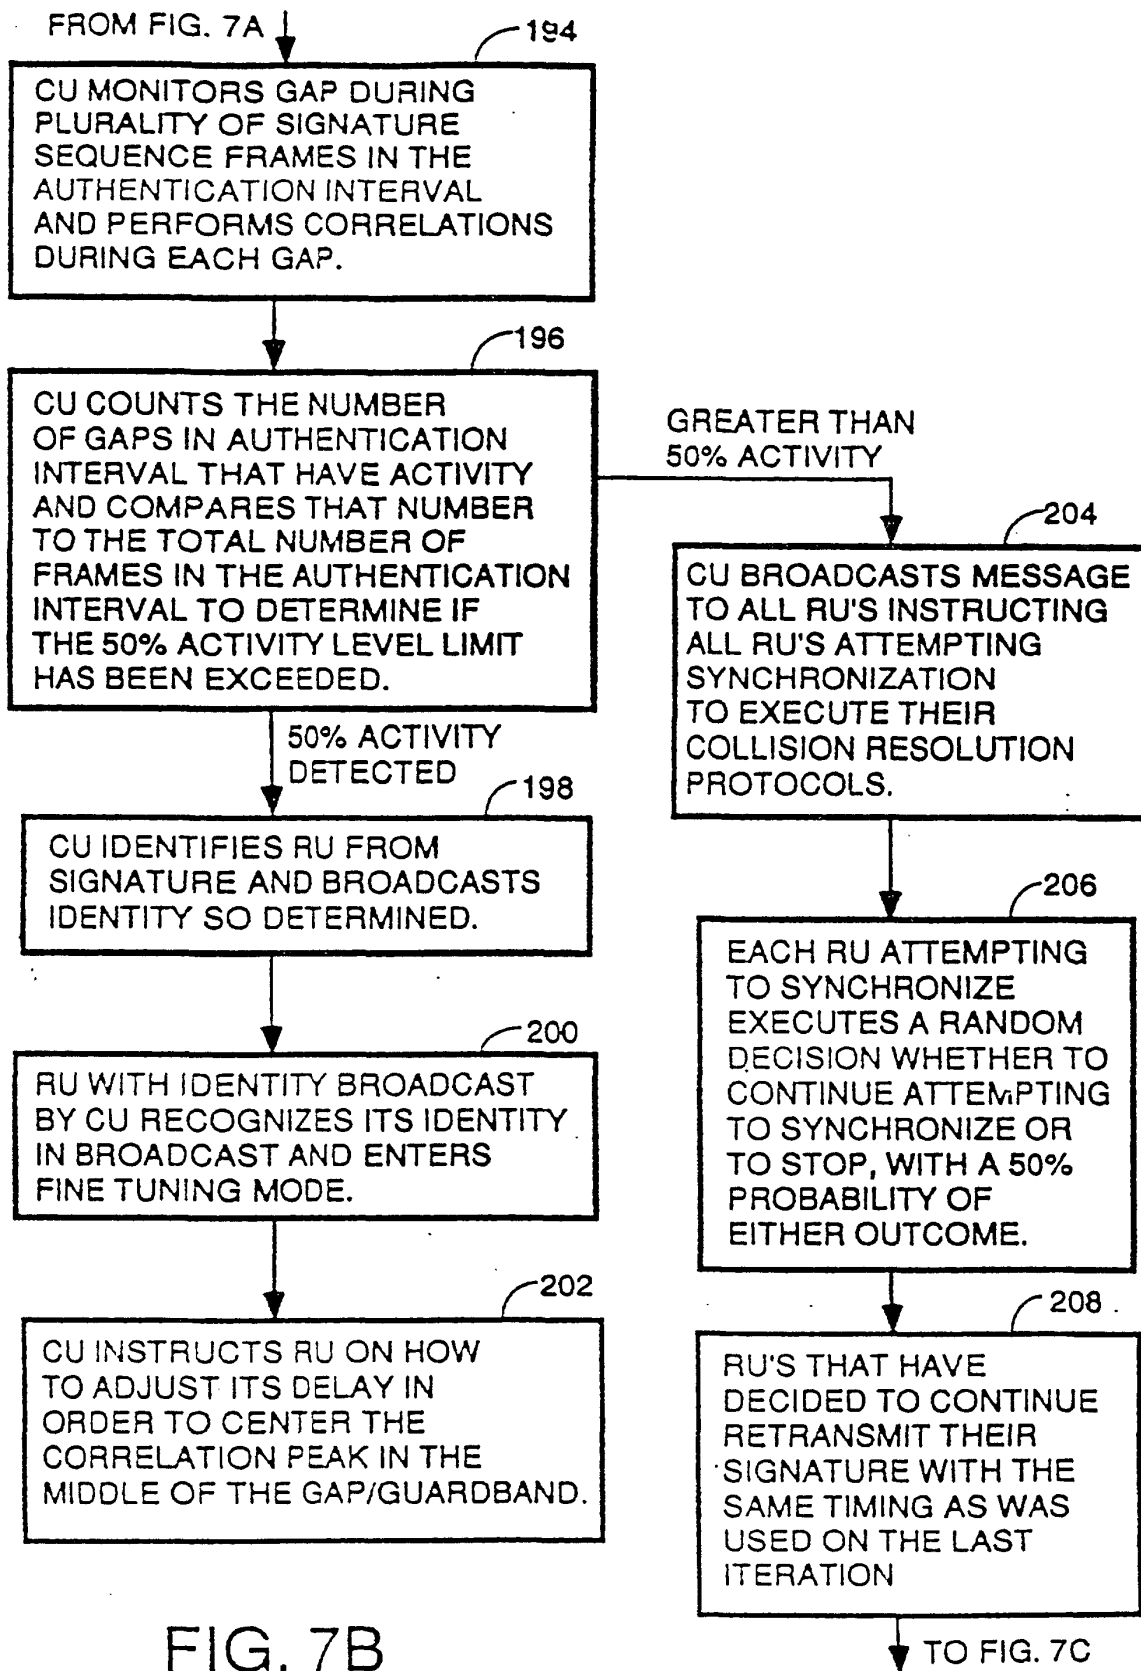 FROM FIG. 7A
194
CU MONITORS GAP DURING
PLURALITY OF SIGNATURE
SEQUENCE FRAMES IN THE
AUTHENTICATION INTERVAL
AND PERFORMS CORRELATIONS
DURING EACH GAP.
196
CU COUNTS THE NUMBER
OF GAPS IN AUTHENTICATION
INTERVAL THAT HAVE ACTIVITY
AND COMPARES THAT NUMBER
TO THE TOTAL NUMBER OF
FRAMES IN THE AUTHENTICATION
INTERVAL TO DETERMINE IF
THE 50% ACTIVITY LEVEL LIMIT
HAS BEEN EXCEEDED.
50% ACTIVITY
DETECTED
198
CU IDENTIFIES RU FROM
SIGNATURE AND BROADCASTS
IDENTITY SO DETERMINED.
200
RU WITH IDENTITY BROADCAST
BY CU RECOGNIZES ITS IDENTITY
IN BROADCAST AND ENTERS
FINE TUNING MODE.
202
CU INSTRUCTS RU ON HOW
TO ADJUST ITS DELAY IN
ORDER TO CENTER THE
CORRELATION PEAK IN THE
MIDDLE OF THE GAP/GUARDBAND.
GREATER THAN
50% ACTIVITY
204
CU BROADCASTS MESSAGE
TO ALL RU'S INSTRUCTING
ALL RU'S ATTEMPTING
SYNCHRONIZATION
TO EXECUTE THEIR
COLLISION RESOLUTION
PROTOCOLS.
206
EACH RU ATTEMPTING
TO SYNCHRONIZE
EXECUTES A RANDOM
DECISION WHETHER TO
CONTINUE ATTEMPTING
TO SYNCHRONIZE OR
TO STOP, WITH A 50%
PROBABILITY OF
EITHER OUTCOME.
208
RU'S THAT HAVE
DECIDED TO CONTINUE
RETRANSMIT THEIR
SIGNATURE WITH THE
SAME TIMING AS WAS
USED ON THE LAST
ITERATION
TO FIG. 7C
FIG. 7B